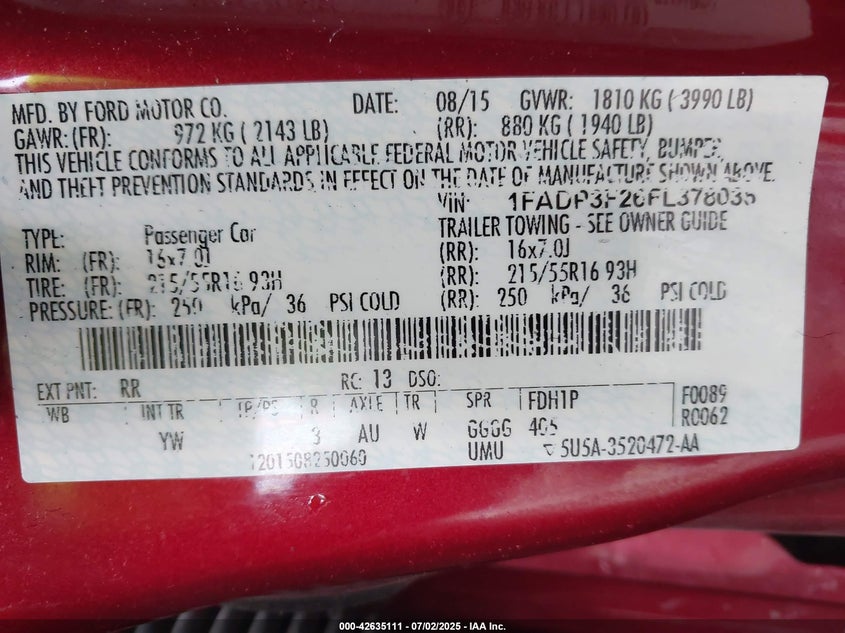 MFD. BY FORD MOTOR CO. DATE: 08/15 GVWR: 1810 KG ( 3990 LB)
GAWR: (FR): 972 KG ( 2143 LB) (RR): 880 KG ( 1940 LB)
THIS VEHICLE CONFORMS TO ALL APPLICABLE FEDERAL MOTOR VEHICLE SAFETY, BUMPER,
AND THEFT PREVENTION STANDARDS IN EFFECT ON THE DATE OF MANUFACTURE SHOWN ABOVE.
VIN: 1FADP3F26FL378035
TYPE: Passenger Car TRAILER TOWING - SEE OWNER GUIDE
RIM: (FR): 16x7.0J (RR): 16x7.0J
TIRE: (FR): 215/55R16 93H (RR): 215/55R16 93H
PRESSURE: (FR): 250 kPa/ 36 PSI COLD (RR): 250 kPa/ 36 PSI COLD
EXT PNT: RR RC: 13 DSO:
WB INT TR TP/PS R AXLE TR SPR FDH1P F0089
YW 3 AU W GGGG 406 R0062
1201508250060 UMU 5U5A-3520472-AA
000-42635111 - 07/02/2025 - IAA Inc.